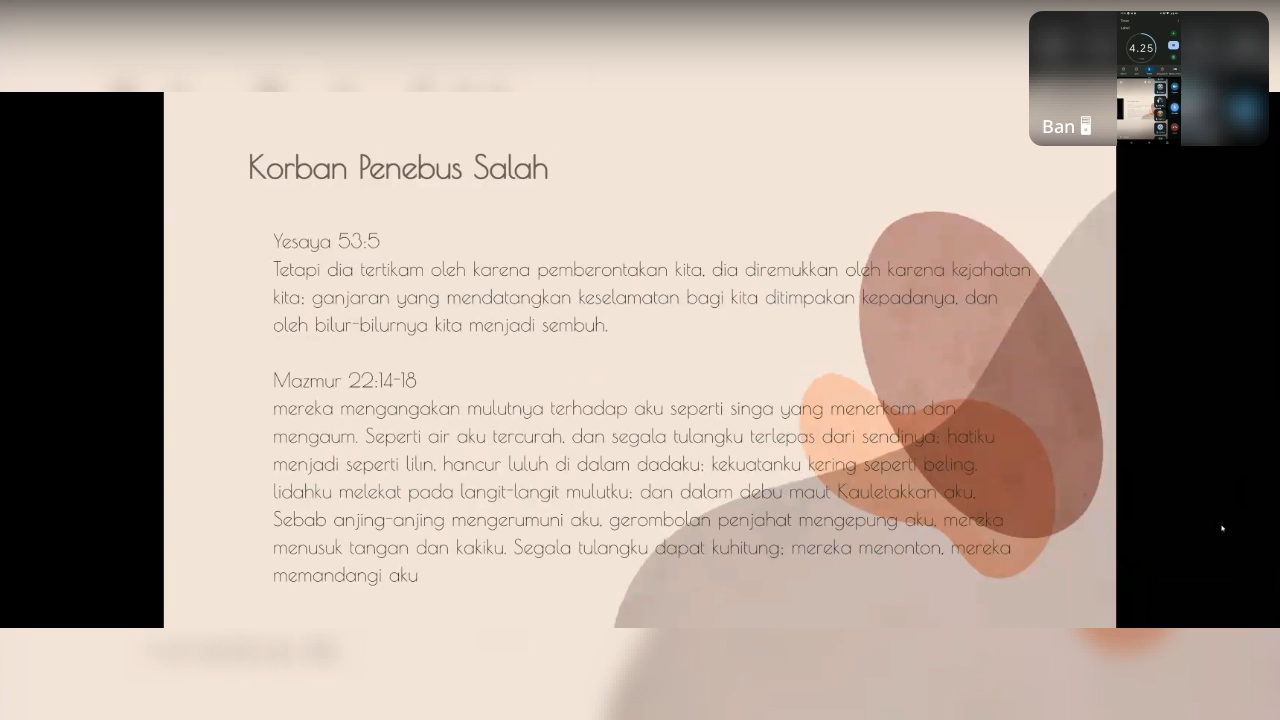 Korban Penebus Salah
Yesaya 53:5
Tetapi dia tertikam oleh karena pemberontakan kita, dia diremukkan oleh karena kejahatan
kita; ganjaran yang mendatangkan keselamatan bagi kita ditimpakan kepadanya, dan
oleh bilur-bilurnya kita menjadi sembuh.
Mazmur 22:14-18
mereka mengangakan mulutnya terhadap aku seperti singa yang menerkam dan
mengaum. Seperti air aku tercurah, dan segala tulangku terlepas dari sendinya; hatiku
menjadi seperti lilin, hancur luluh di dalam dadaku; kekuatanku kering seperti beling,
lidahku melekat pada langit-langit mulutku; dan dalam debu maut Kauletakkan aku.
Sebab anjing-anjing mengerumuni aku, gerombolan penjahat mengepung aku, mereka
menusuk tangan dan kakiku. Segala tulangku dapat kuhitung; mereka menonton, mereka
memandangi aku
4.25
Ban